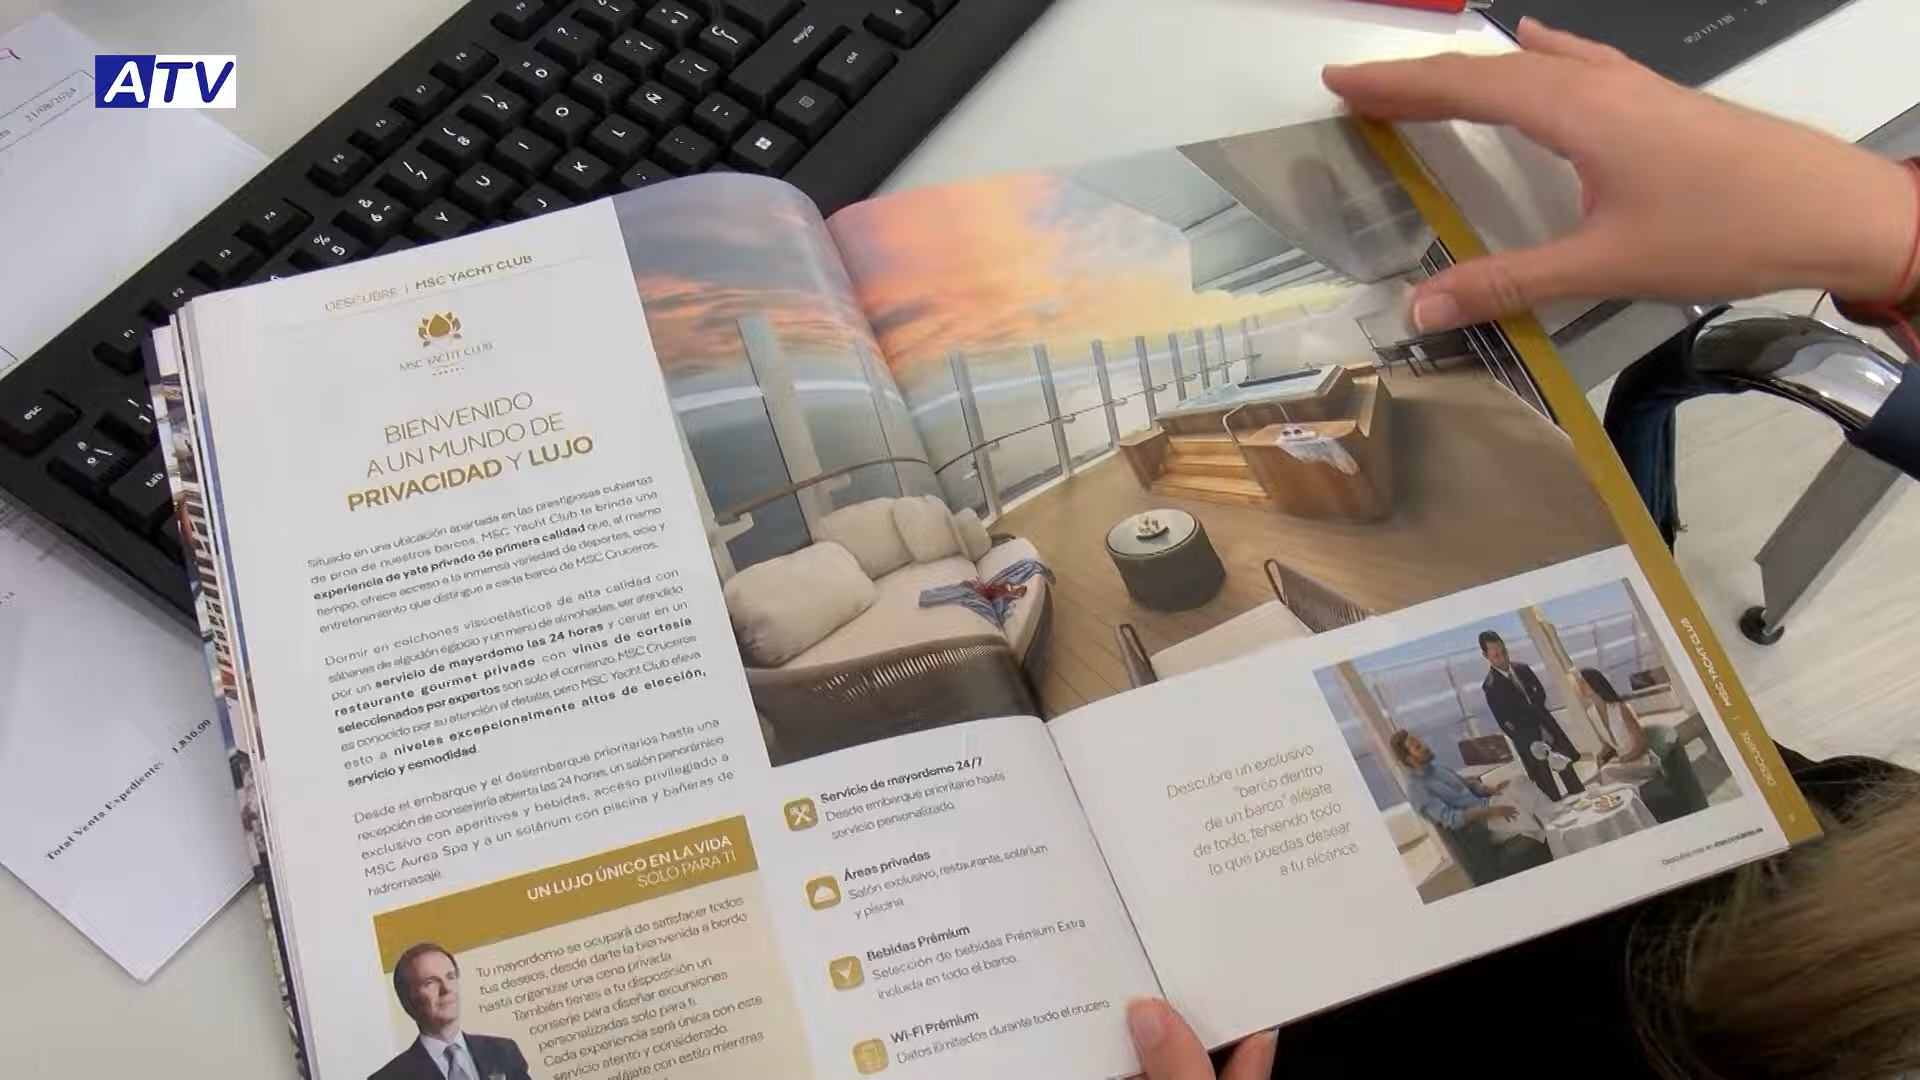 ATV
21/08/2024
Total Venta Expediente: 1.836,00
DESCUBRE | MSC YACHT CLUB
MSC YACHT CLUB
BIENVENIDO
A UN MUNDO DE
PRIVACIDAD Y LUJO
Situado en una ubicación apartada en las prestigiosas cubiertas
de proa de nuestros barcos, MSC Yacht Club te brinda una
experiencia de yate privado de primera calidad que, al mismo
tiempo, ofrece acceso a la inmensa variedad de deportes, ocio y
entretenimiento que distingue a cada barco de MSC Cruceros.
Dormir en colchones viscoelásticos de alta calidad con
sábanas de algodón egipcio y un menú de almohadas, ser atendido
por un servicio de mayordomo las 24 horas y cenar en un
restaurante gourmet privado con vinos de cortesía
seleccionados por expertos son solo el comienzo. MSC Cruceros
es conocido por su atención al detalle, pero MSC Yacht Club eleva
esto a niveles excepcionalmente altos de elección,
servicio y comodidad.
Desde el embarque y el desembarque prioritarios hasta una
recepción de conserjería abierta las 24 horas, un salón panorámico
exclusivo con aperitivos y bebidas, acceso privilegiado a
MSC Aurea Spa y a un solárium con piscina y bañeras de
hidromasaje.
UN LUJO ÚNICO EN LA VIDA
SOLO PARA TI
Tu mayordomo se ocupará de satisfacer todos
tus deseos, desde darte la bienvenida a bordo
hasta organizar una cena privada.
También tienes a tu disposición un
conserje para diseñar excursiones
personalizadas solo para ti.
Cada experiencia será única con este
servicio atento y considerado.
relájate con estilo mientras
Servicio de mayordomo 24/7
Desde embarque prioritario hasta
servicio personalizado.
Áreas privadas
Salón exclusivo, restaurante, solárium
y piscina
Bebidas Prémium
Selección de bebidas Prémium Extra
incluida en todo el barco.
Wi-Fi Prémium
Datos ilimitados durante todo el crucero
Descubre un exclusivo
"barco dentro
de un barco" aléjate
de todo, teniendo todo
lo que puedas desear
a tu alcance
DESCUBRE | MSC YACHT CLUB